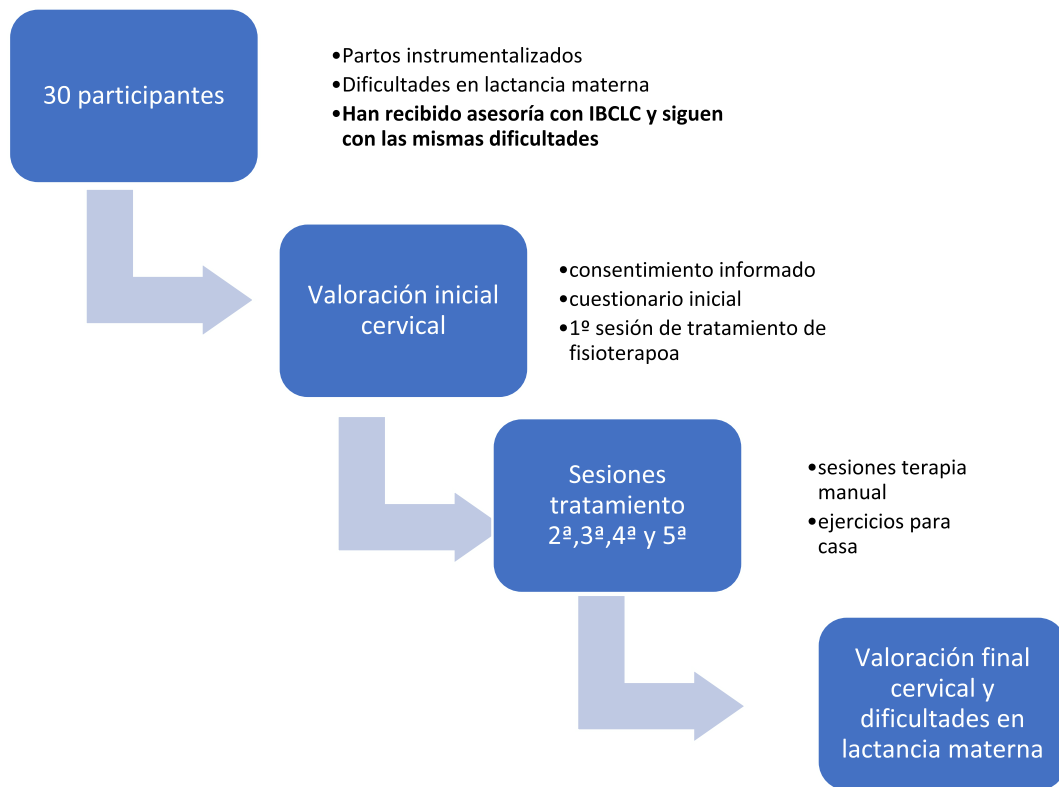 30 participantes
•Partos instrumentalizados
•Dificultades en lactancia materna
•Han recibido asesoría con IBCLC y siguen
con las mismas dificultades
Valoración inicial
cervical
•consentimiento informado
•cuestionario inicial
•1º sesión de tratamiento de
fisioterapoa
Sesiones
tratamiento
2ª,3ª,4ª y 5ª
•sesiones terapia
manual
•ejercicios para
casa
Valoración final
cervical y
dificultades en
lactancia materna